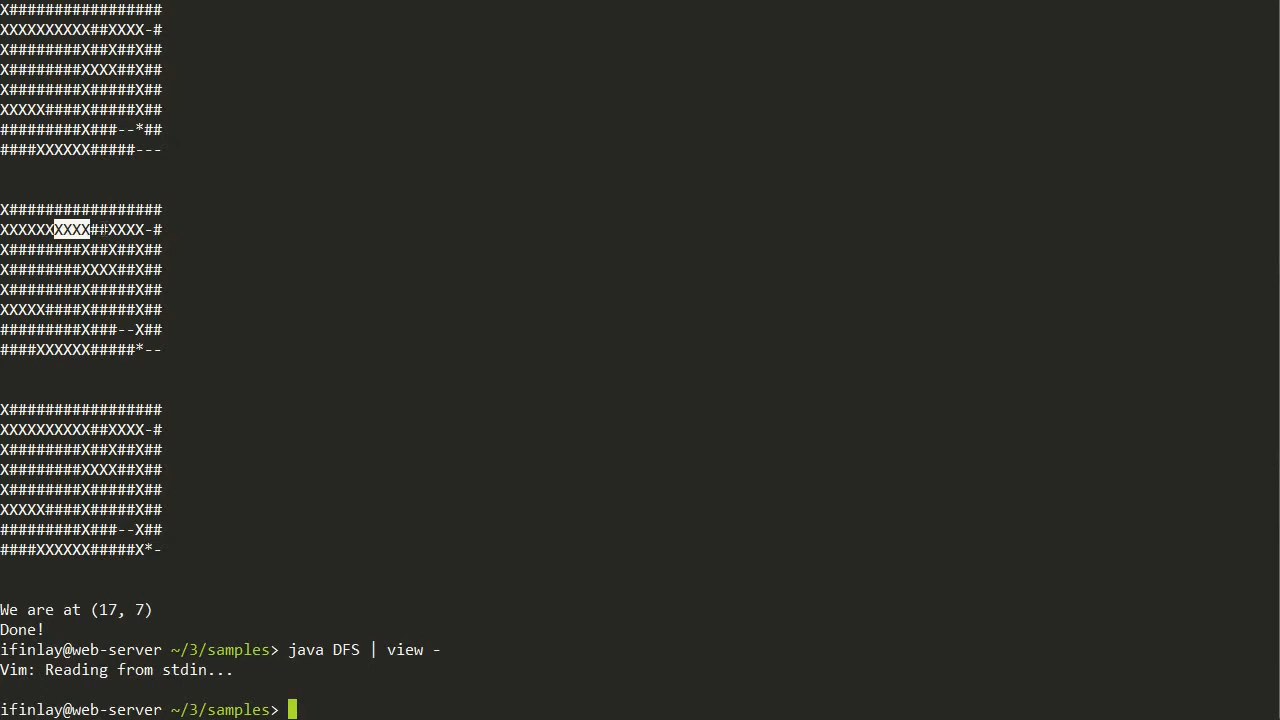 X#################
XXXXXXXXXX##XXXX-#
X########X##X##X##
X########XXXX##X##
X########X#####X##
XXXXX####X#####X##
#########X###--*##
####XXXXXX#####---
X#################
XXXXXXXXXX##XXXX-#
X########X##X##X##
X########XXXX##X##
X########X#####X##
XXXXX####X#####X##
#########X###--X##
####XXXXXX#####*--
X#################
XXXXXXXXXX##XXXX-#
X########X##X##X##
X########XXXX##X##
X########X#####X##
XXXXX####X#####X##
#########X###--X##
####XXXXXX#####X*-
We are at (17, 7)
Done!
ifinlay@web-server ~/3/samples> java DFS | view -
Vim: Reading from stdin...
ifinlay@web-server ~/3/samples>